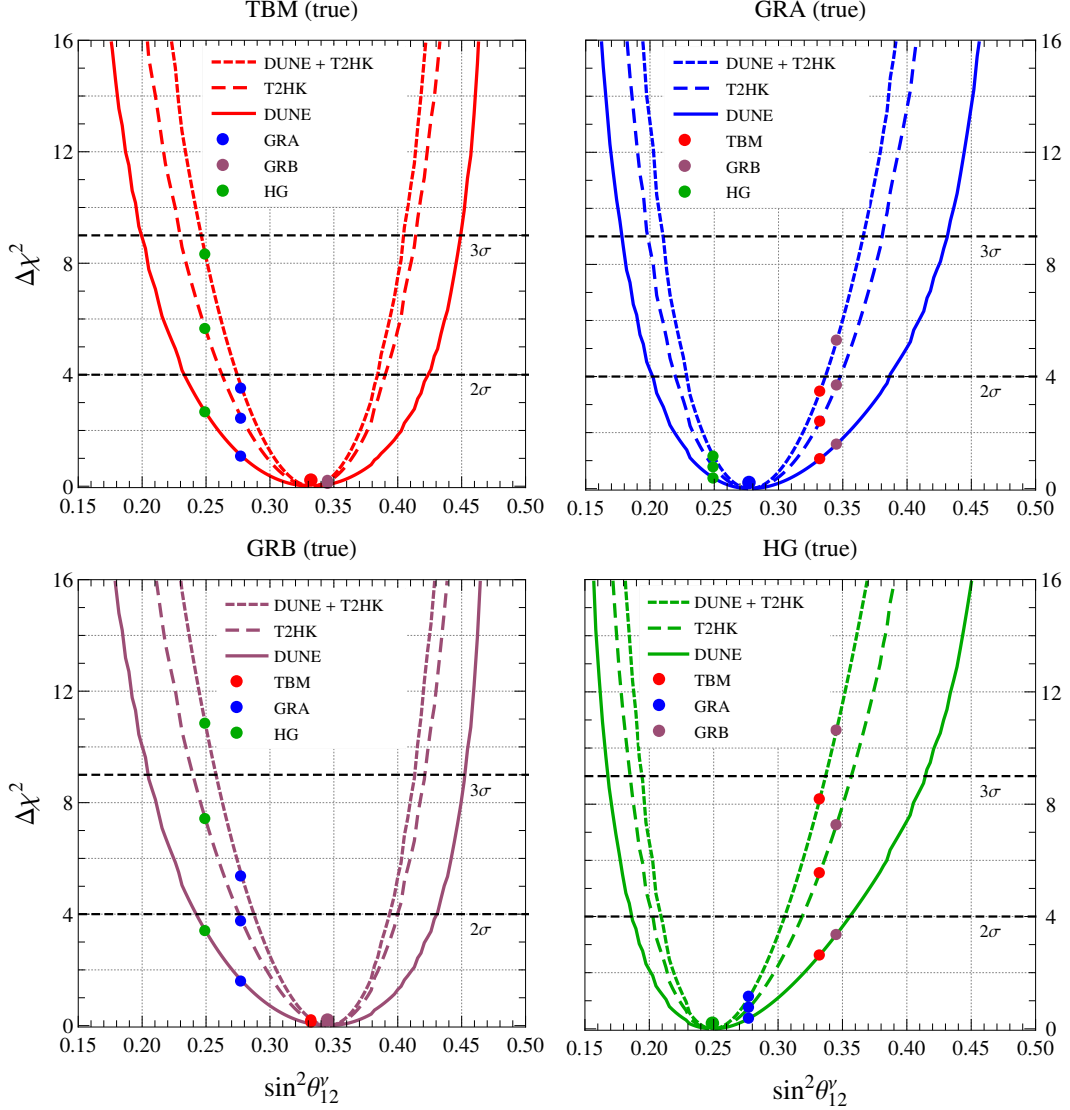 TBM (true)
16
12
8
4
0
Δχ²
DUNE + T2HK
T2HK
DUNE
GRA
GRB
HG
3σ
2σ
0.15 0.20 0.25 0.30 0.35 0.40 0.45 0.50
GRA (true)
DUNE + T2HK
T2HK
DUNE
TBM
GRB
HG
3σ
2σ
16
12
8
4
0
0.15 0.20 0.25 0.30 0.35 0.40 0.45 0.50
GRB (true)
16
12
8
4
0
Δχ²
DUNE + T2HK
T2HK
DUNE
TBM
GRA
HG
3σ
2σ
0.15 0.20 0.25 0.30 0.35 0.40 0.45 0.50
sin²θ₁₂^ν
HG (true)
DUNE + T2HK
T2HK
DUNE
TBM
GRA
GRB
3σ
2σ
16
12
8
4
0
0.15 0.20 0.25 0.30 0.35 0.40 0.45 0.50
sin²θ₁₂^ν